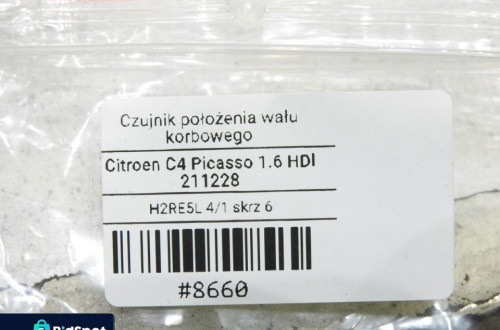 Czujnik położenia wału
korbowego
Citroen C4 Picasso 1.6 HDI
211228
H2RE5L 4/1 skrz 6
#8660